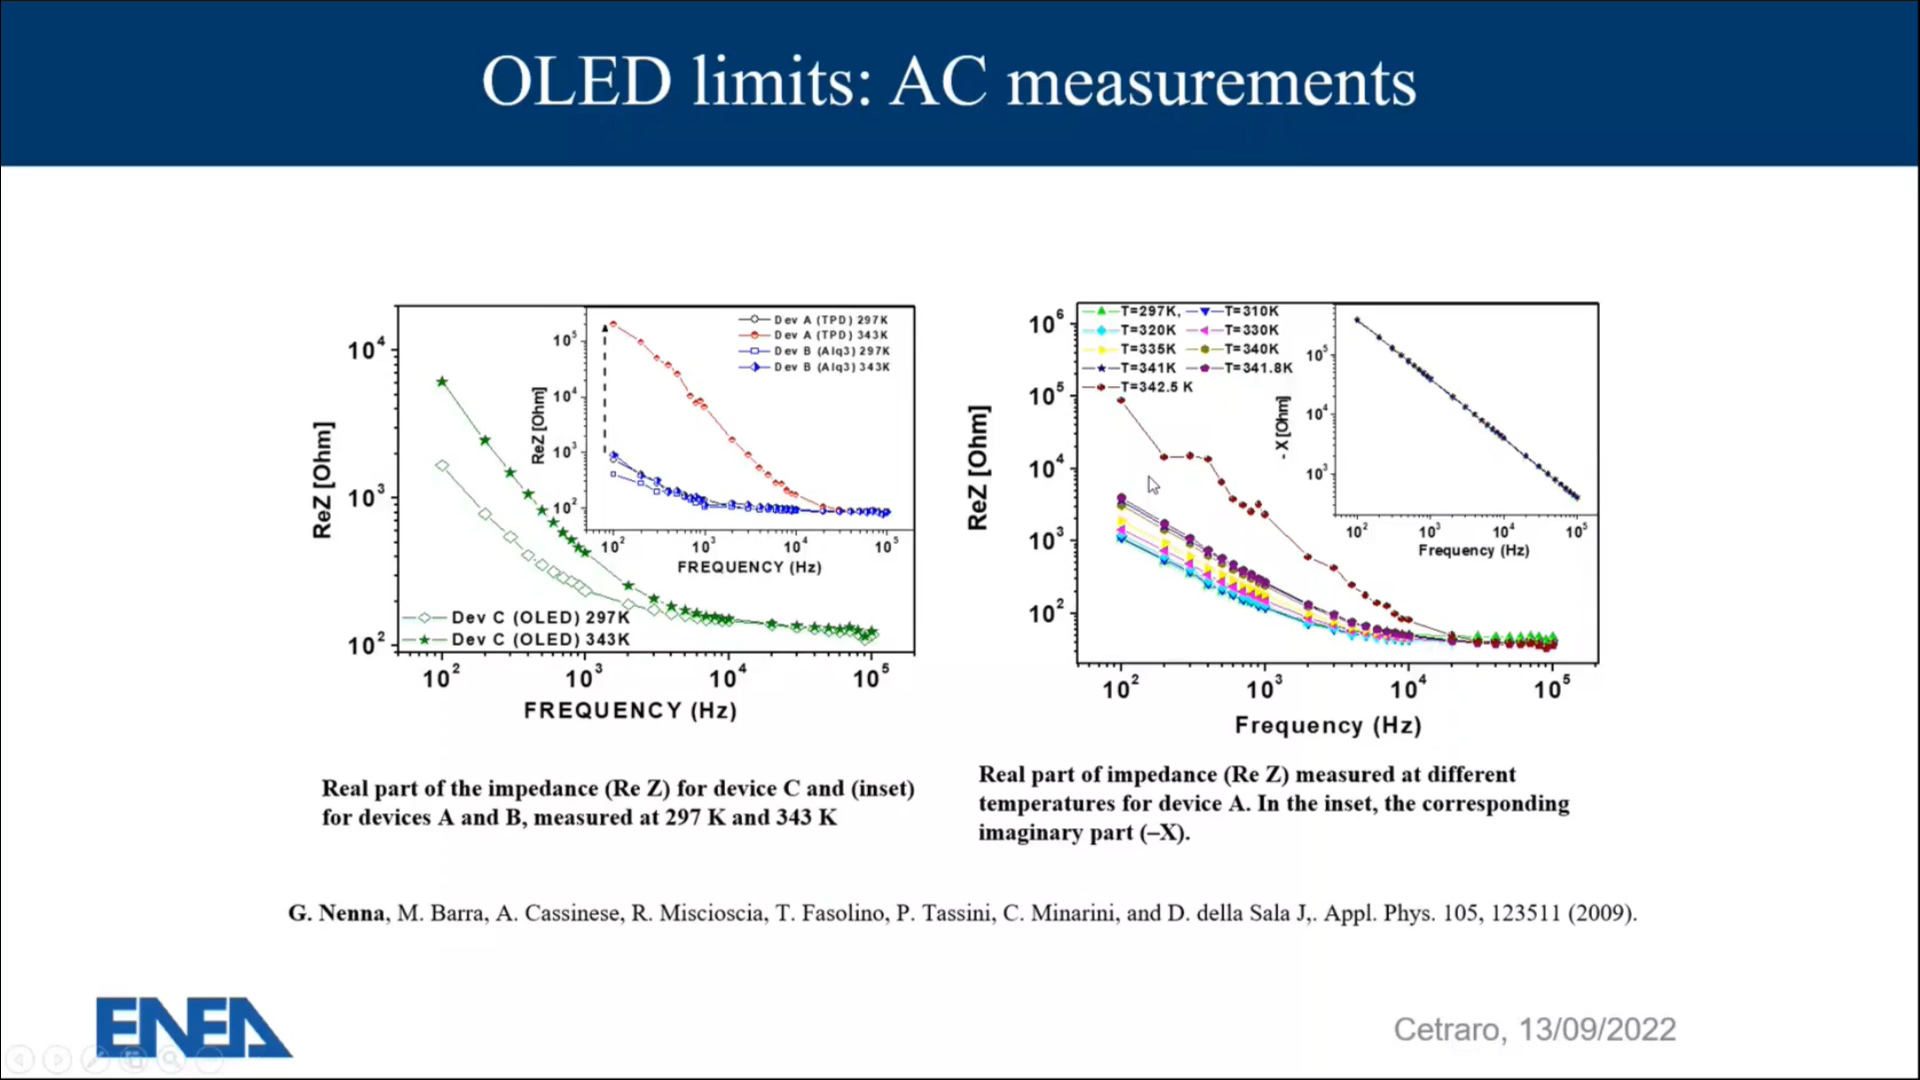 OLED limits: AC measurements
10⁴
10³
10²
ReZ [Ohm]
Dev C (OLED) 297K
Dev C (OLED) 343K
10² 10³ 10⁴ 10⁵
FREQUENCY (Hz)
Dev A (TPD) 297K
Dev A (TPD) 343K
Dev B (Alq3) 297K
Dev B (Alq3) 343K
10⁵
10⁴
10³
10²
ReZ [Ohm]
10² 10³ 10⁴ 10⁵
FREQUENCY (Hz)
10⁶
10⁵
10⁴
10³
10²
ReZ [Ohm]
T=297K, T=310K
T=320K T=330K
T=335K T=340K
T=341K T=341.8K
T=342.5 K
10² 10³ 10⁴ 10⁵
Frequency (Hz)
10⁵
10⁴
10³
- X [Ohm]
10² 10³ 10⁴ 10⁵
Frequency (Hz)
Real part of the impedance (Re Z) for device C and (inset)
for devices A and B, measured at 297 K and 343 K
Real part of impedance (Re Z) measured at different
temperatures for device A. In the inset, the corresponding
imaginary part (–X).
G. Nenna, M. Barra, A. Cassinese, R. Miscioscia, T. Fasolino, P. Tassini, C. Minarini, and D. della Sala J,. Appl. Phys. 105, 123511 (2009).
ENEA
Cetraro, 13/09/2022